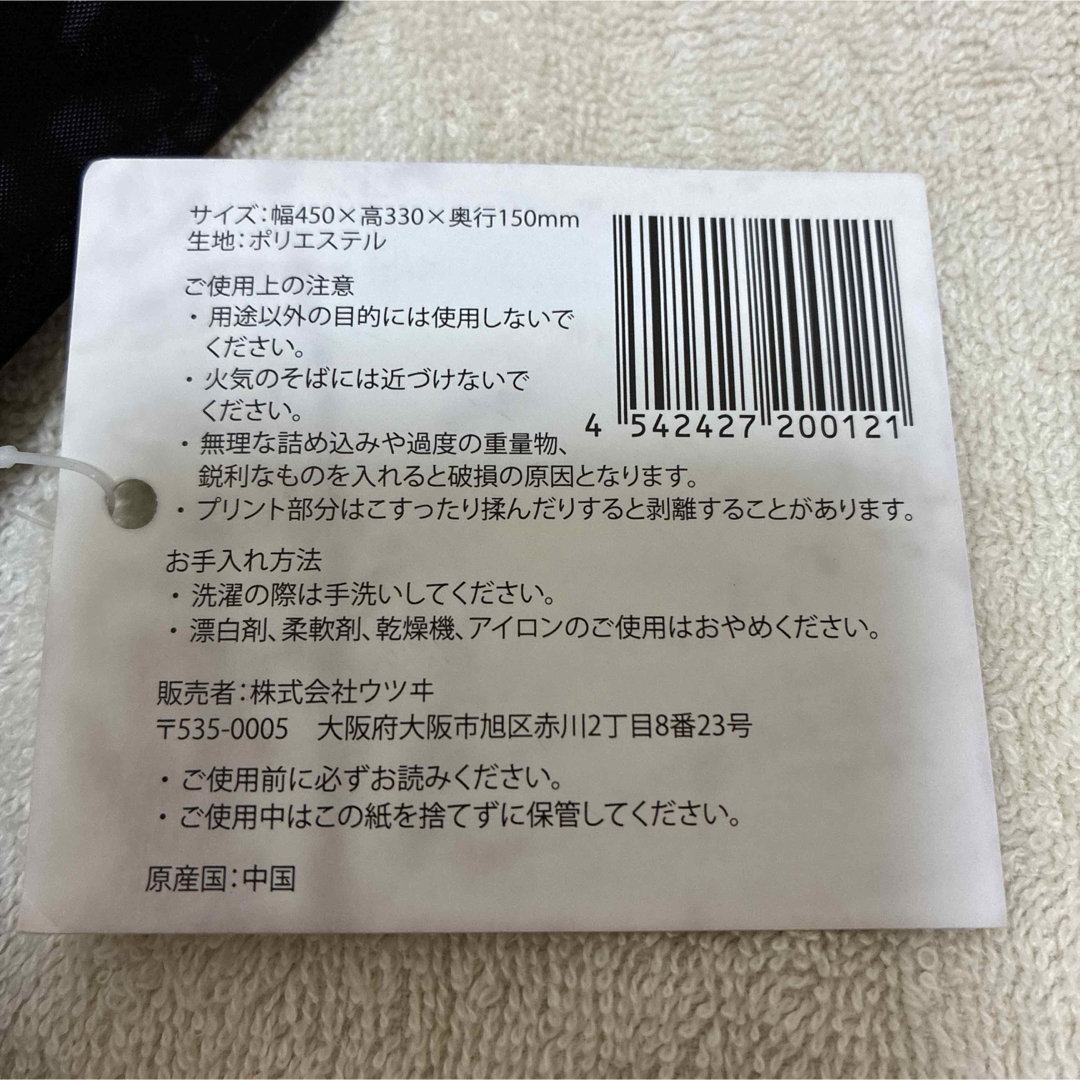 サイズ：幅450×高330×奥行150mm
生地：ポリエステル
ご使用上の注意
・用途以外の目的には使用しないで
ください。
・火気のそばには近づけないで
ください。
・無理な詰め込みや過度の重量物、
鋭利なものを入れると破損の原因となります。
・プリント部分はこすったり揉んだりすると剥離することがあります。
4 542427 200121
お手入れ方法
・洗濯の際は手洗いしてください。
・漂白剤、柔軟剤、乾燥機、アイロンのご使用はおやめください。
販売者：株式会社ウツヰ
〒535-0005　大阪府大阪市旭区赤川2丁目8番23号
・ご使用前に必ずお読みください。
・ご使用中はこの紙を捨てずに保管してください。
原産国：中国